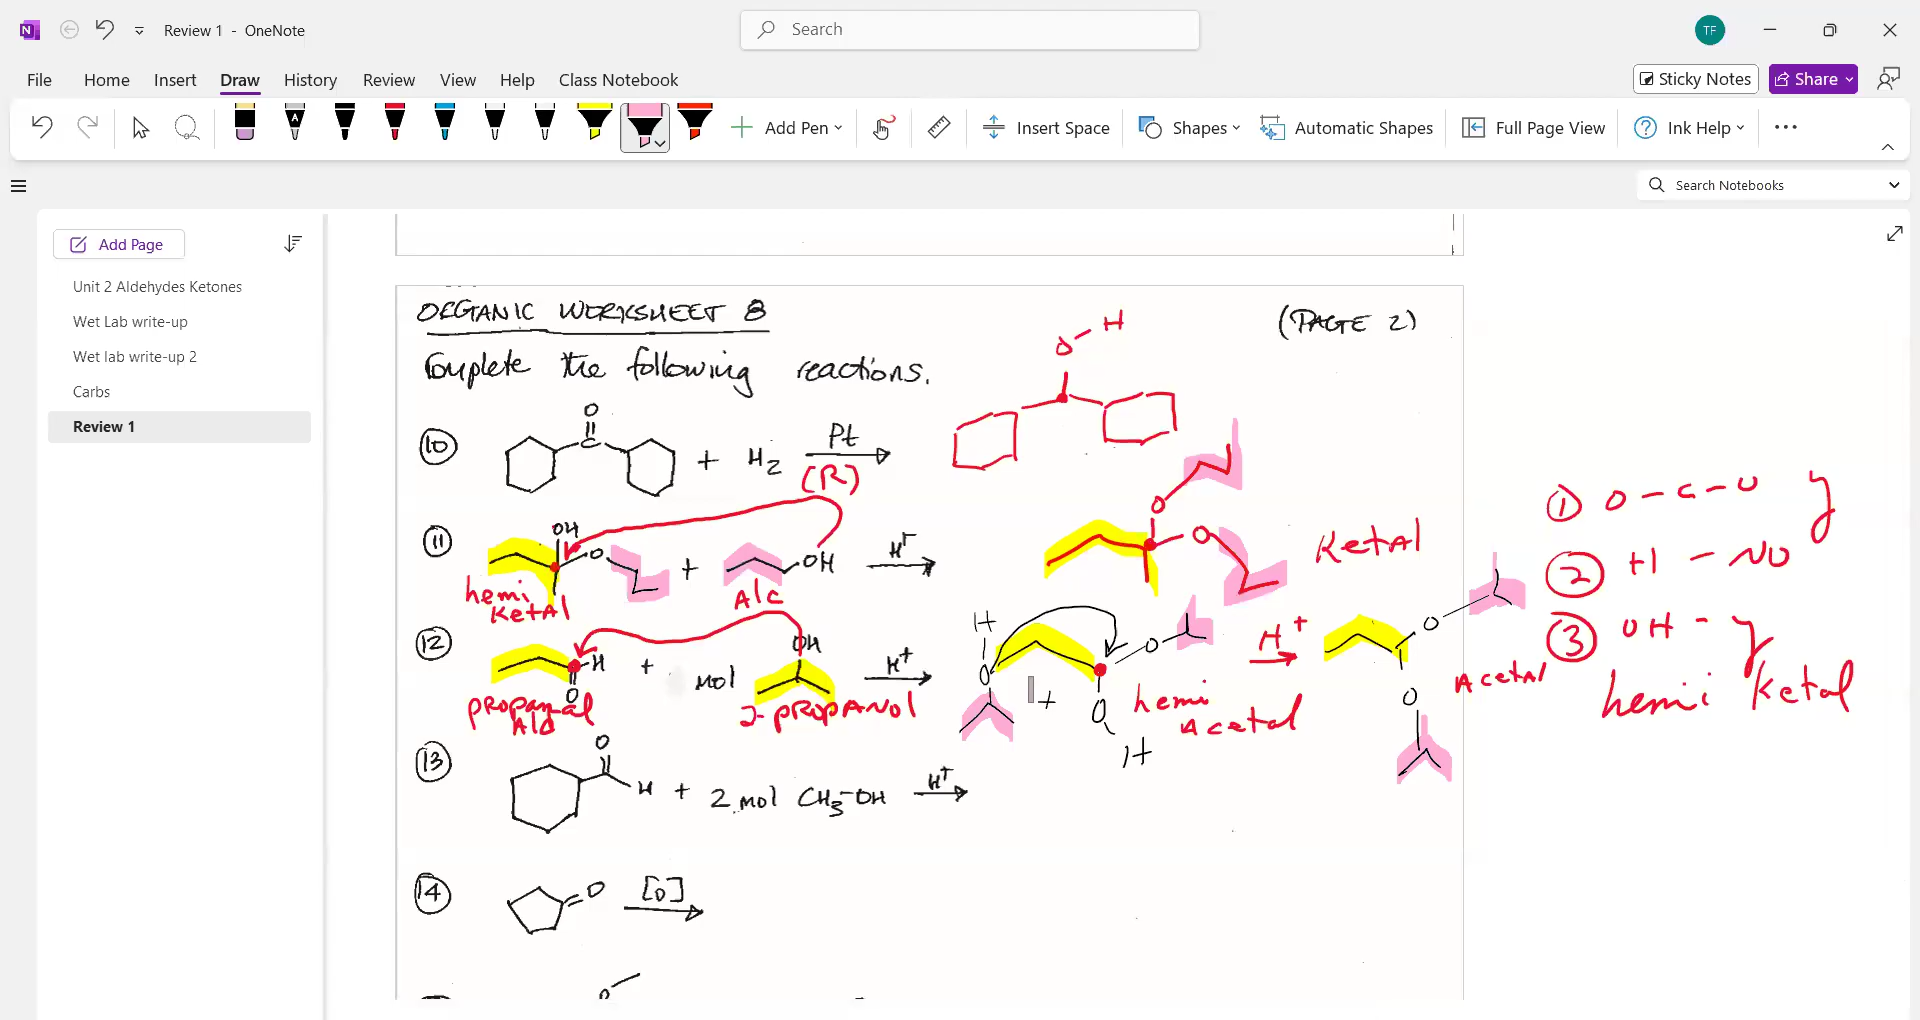 Review 1 - OneNote
Search
TF
File Home Insert Draw History Review View Help Class Notebook
Sticky Notes Share
Add Pen Insert Space Shapes Automatic Shapes Full Page View Ink Help
Search Notebooks
Add Page
Unit 2 Aldehydes Ketones
Wet Lab write-up
Wet lab write-up 2
Carbs
Review 1
ORGANIC WORKSHEET 8
(PAGE 2)
Complete the following reactions.
O-H
10 O C + H2 Pt
(R)
11 OH O + OH H+
hemi Ketal
Alc
O O Ketal
12 H O + mol OH H+
propanal Ald
2-propanol
H O + O O H
hemi Acetal
H+
O O
Acetal
13 O H + 2 mol CH3-OH H+
14 O [O]
1 O-C-O y
2 H - NO
3 OH - y
hemi Ketal